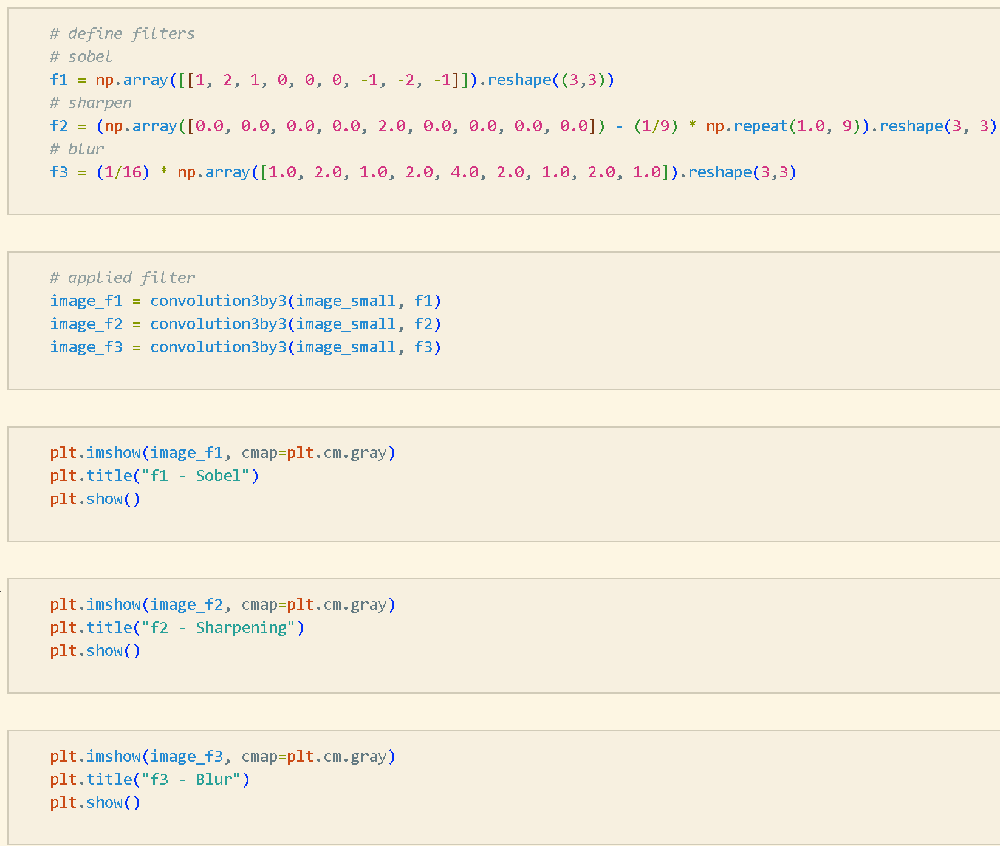 # define filters
# sobel
f1 = np.array([[1, 2, 1, 0, 0, 0, -1, -2, -1]]).reshape((3,3))
# sharpen
f2 = (np.array([0.0, 0.0, 0.0, 0.0, 2.0, 0.0, 0.0, 0.0, 0.0]) - (1/9) * np.repeat(1.0, 9)).reshape(3, 3)
# blur
f3 = (1/16) * np.array([1.0, 2.0, 1.0, 2.0, 4.0, 2.0, 1.0, 2.0, 1.0]).reshape(3,3)
# applied filter
image_f1 = convolution3by3(image_small, f1)
image_f2 = convolution3by3(image_small, f2)
image_f3 = convolution3by3(image_small, f3)
plt.imshow(image_f1, cmap=plt.cm.gray)
plt.title("f1 - Sobel")
plt.show()
plt.imshow(image_f2, cmap=plt.cm.gray)
plt.title("f2 - Sharpening")
plt.show()
plt.imshow(image_f3, cmap=plt.cm.gray)
plt.title("f3 - Blur")
plt.show()